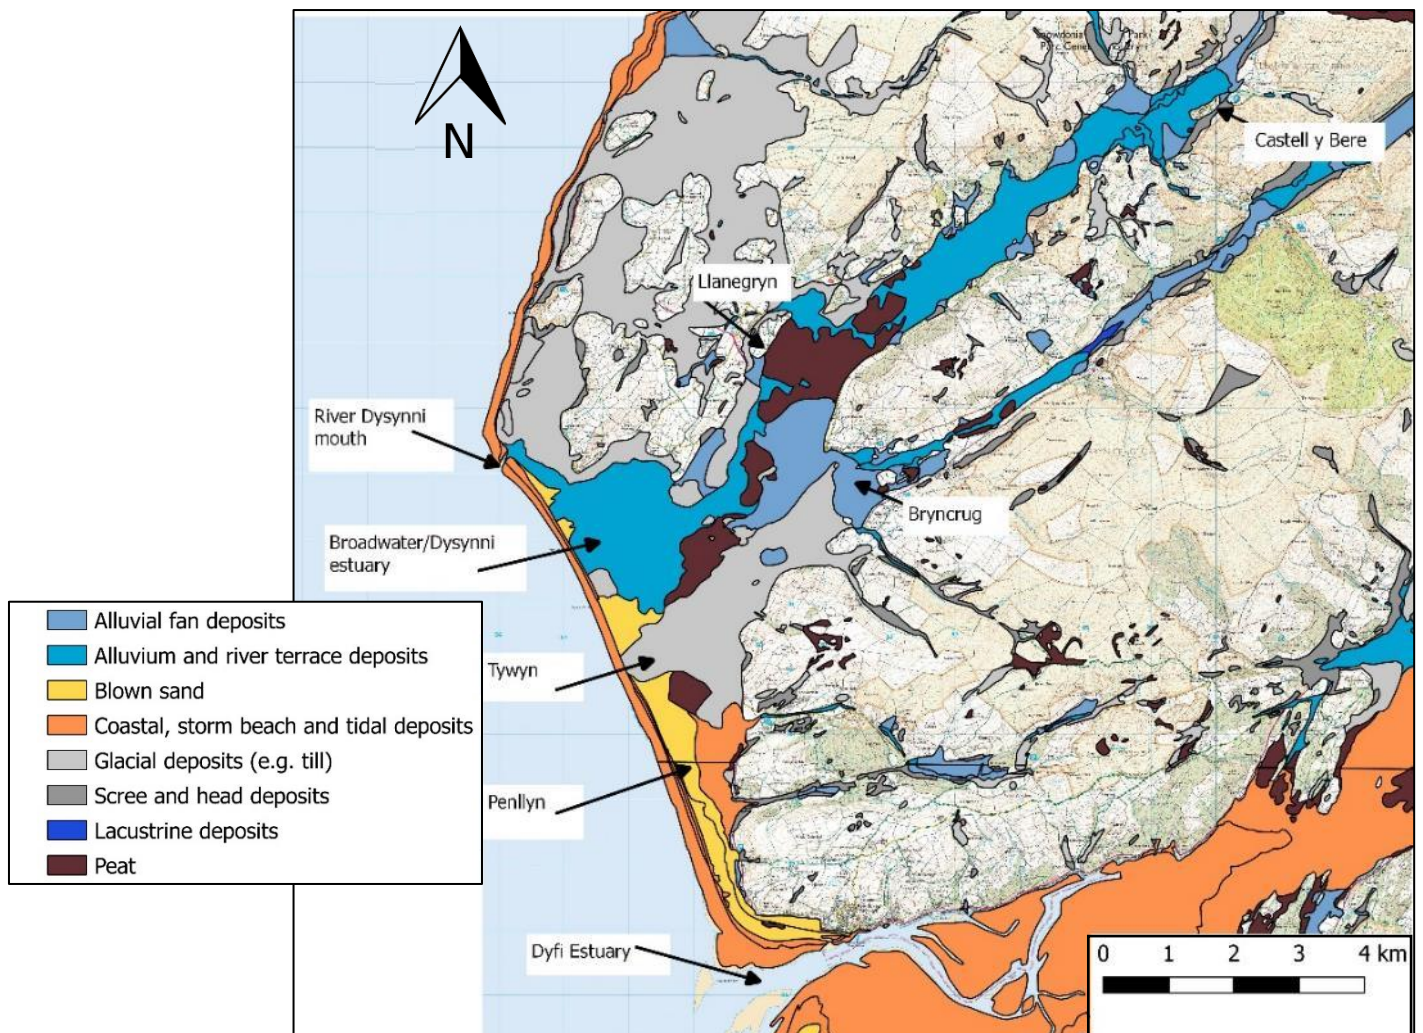 N
Castell y Bere
Llanegryn
River Dysynni
mouth
Bryncrug
Broadwater/Dysynni
estuary
Alluvial fan deposits
Alluvium and river terrace deposits
Blown sand
Coastal, storm beach and tidal deposits
Glacial deposits (e.g. till)
Scree and head deposits
Lacustrine deposits
Peat
Tywyn
Penllyn
Dyfi Estuary
0 1 2 3 4 km